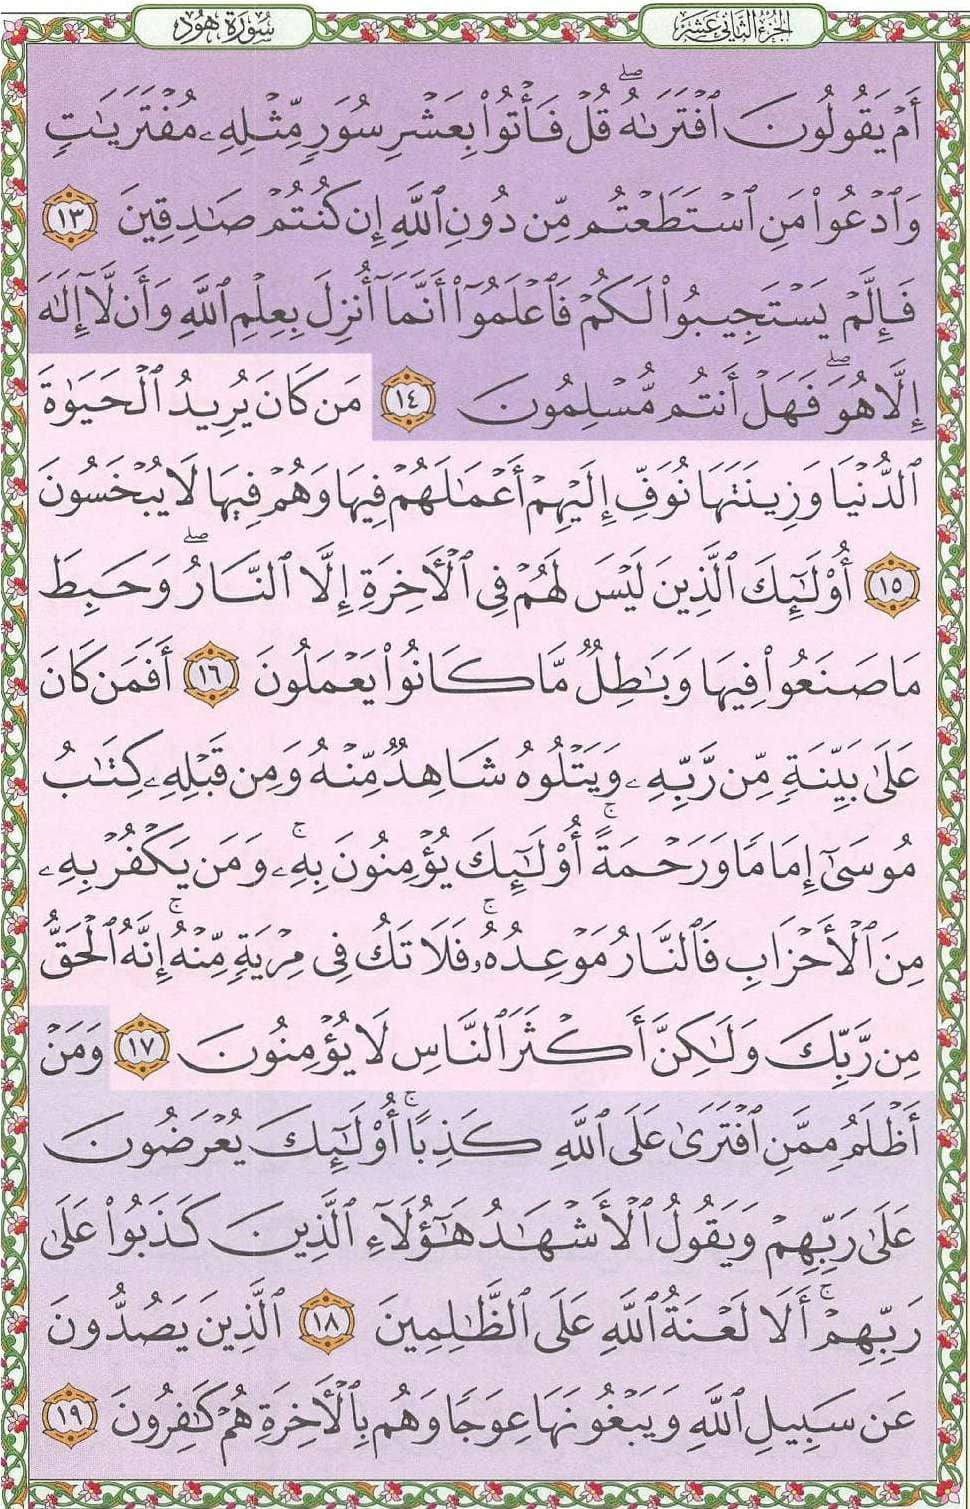 الجزء الثاني عشر
سورة هود
أَمْ يَقُولُونَ ٱفْتَرَىٰهُ ۖ قُلْ فَأْتُوا۟ بِعَشْرِ سُوَرٍ مِّثْلِهِۦ مُفْتَرَيَٰتٍ
وَٱدْعُوا۟ مَنِ ٱسْتَطَعْتُم مِّن دُونِ ٱللَّهِ إِن كُنتُمْ صَٰدِقِينَ ١٣
فَإِلَّمْ يَسْتَجِيبُوا۟ لَكُمْ فَٱعْلَمُوٓا۟ أَنَّمَآ أُنزِلَ بِعِلْمِ ٱللَّهِ وَأَن لَّآ إِلَٰهَ
إِلَّا هُوَ ۖ فَهَلْ أَنتُم مُّسْلِمُونَ ١٤ مَن كَانَ يُرِيدُ ٱلْحَيَوٰةَ
ٱلدُّنْيَا وَزِينَتَهَا نُوَفِّ إِلَيْهِمْ أَعْمَٰلَهُمْ فِيهَا وَهُمْ فِيهَا لَا يُبْخَسُونَ
١٥ أُو۟لَٰٓئِكَ ٱلَّذِينَ لَيْسَ لَهُمْ فِى ٱلْءَاخِرَةِ إِلَّا ٱلنَّارُ ۖ وَحَبِطَ
مَا صَنَعُوا۟ فِيهَا وَبَٰطِلٌ مَّا كَانُوا۟ يَعْمَلُونَ ١٦ أَفَمَن كَانَ
عَلَىٰ بَيِّنَةٍ مِّن رَّبِّهِۦ وَيَتْلُوهُ شَاهِدٌ مِّنْهُ وَمِن قَبْلِهِۦ كِتَٰبُ
مُوسَىٰٓ إِمَامًا وَرَحْمَةً ۚ أُو۟لَٰٓئِكَ يُؤْمِنُونَ بِهِۦ ۚ وَمَن يَكْفُرْ بِهِۦ
مِنَ ٱلْأَحْزَابِ فَٱلنَّارُ مَوْعِدُهُۥ ۚ فَلَا تَكُ فِى مِرْيَةٍ مِّنْهُ ۚ إِنَّهُ ٱلْحَقُّ
مِن رَّبِّكَ وَلَٰكِنَّ أَكْثَرَ ٱلنَّاسِ لَا يُؤْمِنُونَ ١٧ وَمَنْ
أَظْلَمُ مِمَّنِ ٱفْتَرَىٰ عَلَى ٱللَّهِ كَذِبًا ۚ أُو۟لَٰٓئِكَ يُعْرَضُونَ
عَلَىٰ رَبِّهِمْ وَيَقُولُ ٱلْأَشْهَٰدُ هَٰٓؤُلَآءِ ٱلَّذِينَ كَذَبُوا۟ عَلَىٰ
رَبِّهِمْ ۚ أَلَا لَعْنَةُ ٱللَّهِ عَلَى ٱلظَّٰلِمِينَ ١٨ ٱلَّذِينَ يَصُدُّونَ
عَن سَبِيلِ ٱللَّهِ وَيَبْغُونَهَا عِوَجًا وَهُم بِٱلْءَاخِرَةِ هُمْ كَٰفِرُونَ ١٩